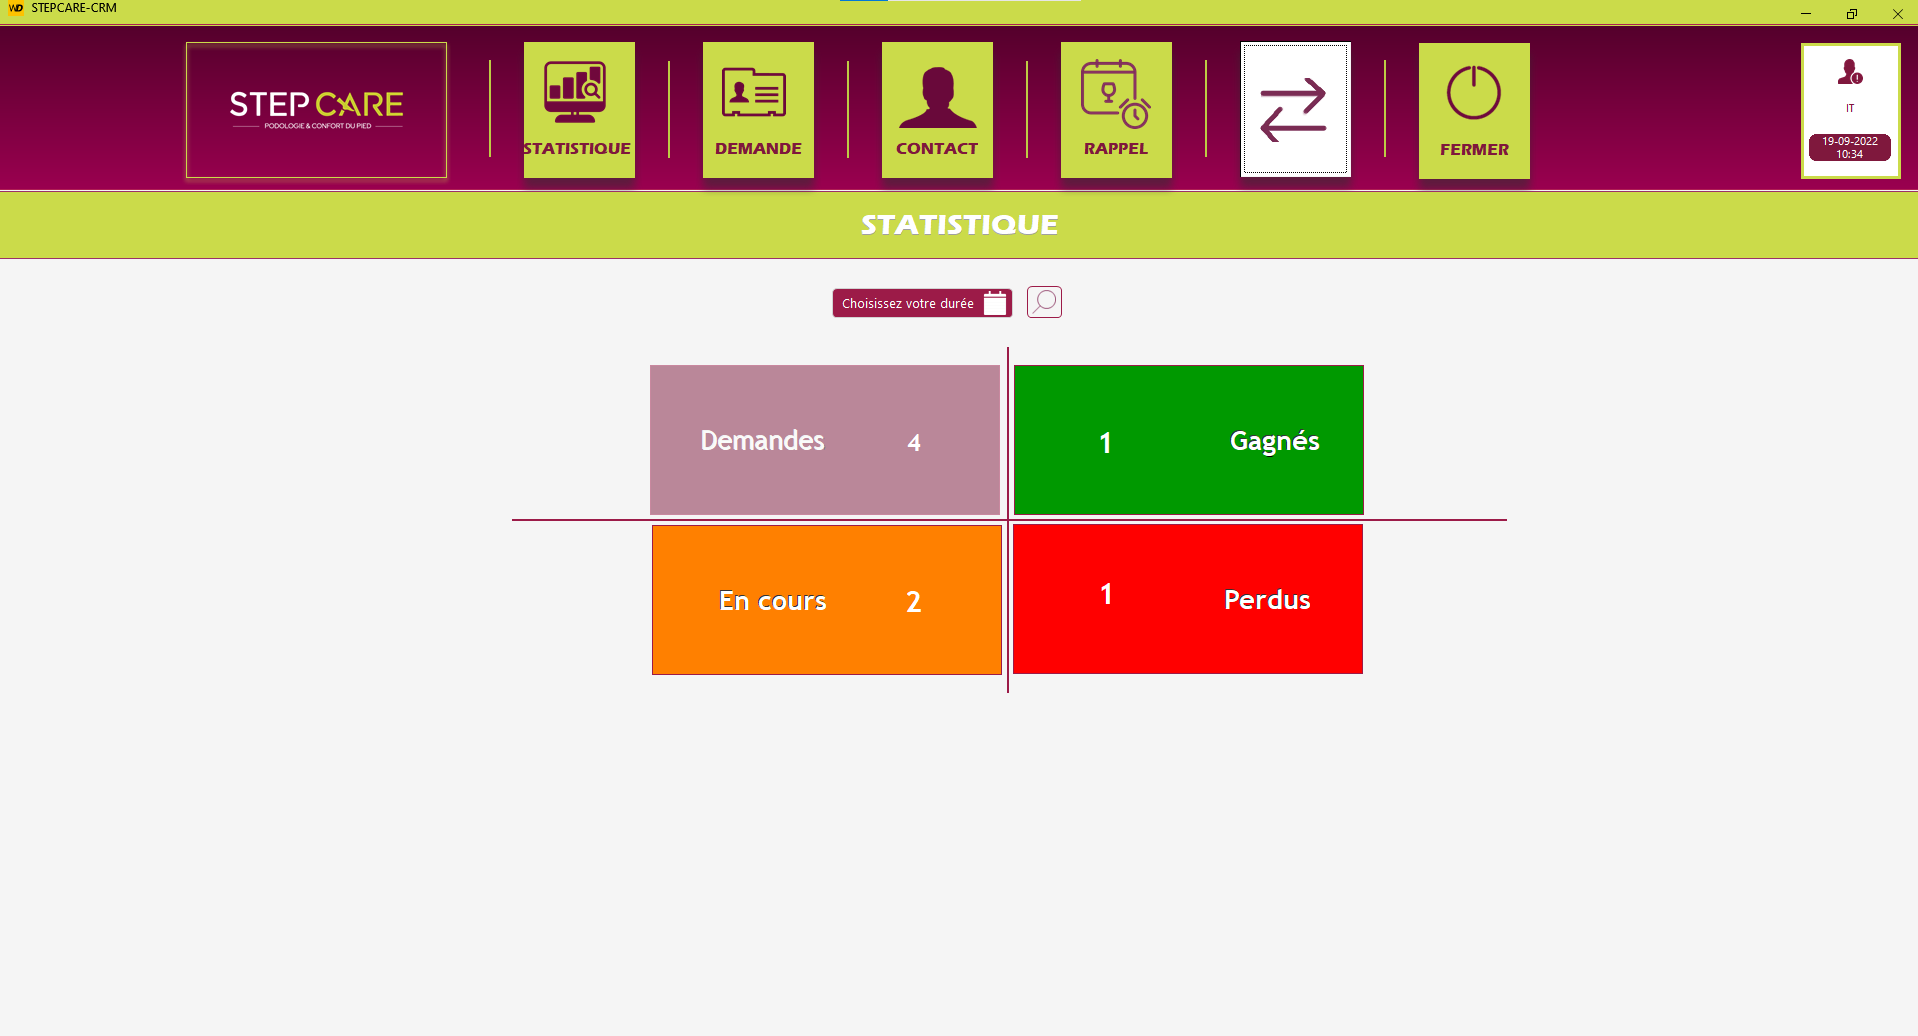 STEPCARE-CRM
STEP CARE
PODOLOGIE & CONFORT DU PIED
STATISTIQUE
DEMANDE
CONTACT
RAPPEL
FERMER
IT
19-09-2022
10:34
STATISTIQUE
Choisissez votre durée
Demandes 4
1 Gagnés
En cours 2
1 Perdus